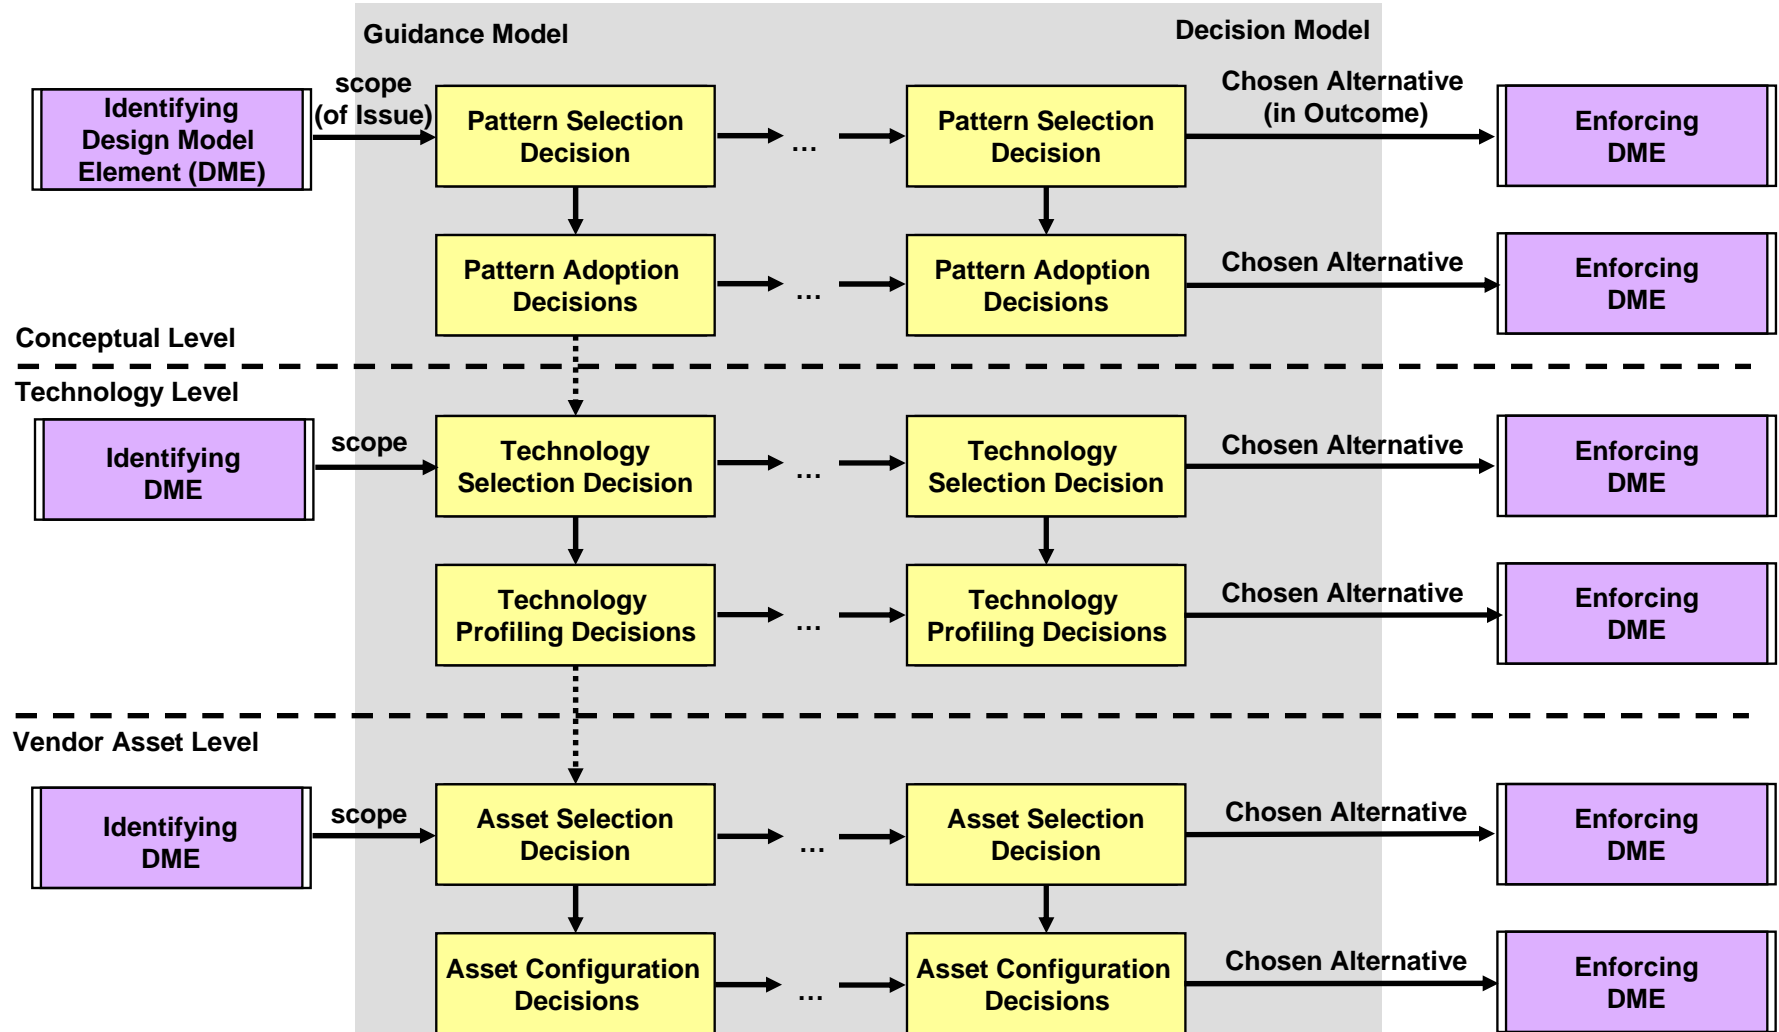 Guidance Model
Decision Model
Identifying
Design Model
Element (DME)
scope
(of Issue)
Pattern Selection
Decision
...
Pattern Selection
Decision
Chosen Alternative
(in Outcome)
Enforcing
DME
Pattern Adoption
Decisions
...
Pattern Adoption
Decisions
Chosen Alternative
Enforcing
DME
Conceptual Level
Technology Level
Identifying
DME
scope
Technology
Selection Decision
...
Technology
Selection Decision
Chosen Alternative
Enforcing
DME
Technology
Profiling Decisions
...
Technology
Profiling Decisions
Chosen Alternative
Enforcing
DME
Vendor Asset Level
Identifying
DME
scope
Asset Selection
Decision
...
Asset Selection
Decision
Chosen Alternative
Enforcing
DME
Asset Configuration
Decisions
...
Asset Configuration
Decisions
Chosen Alternative
Enforcing
DME